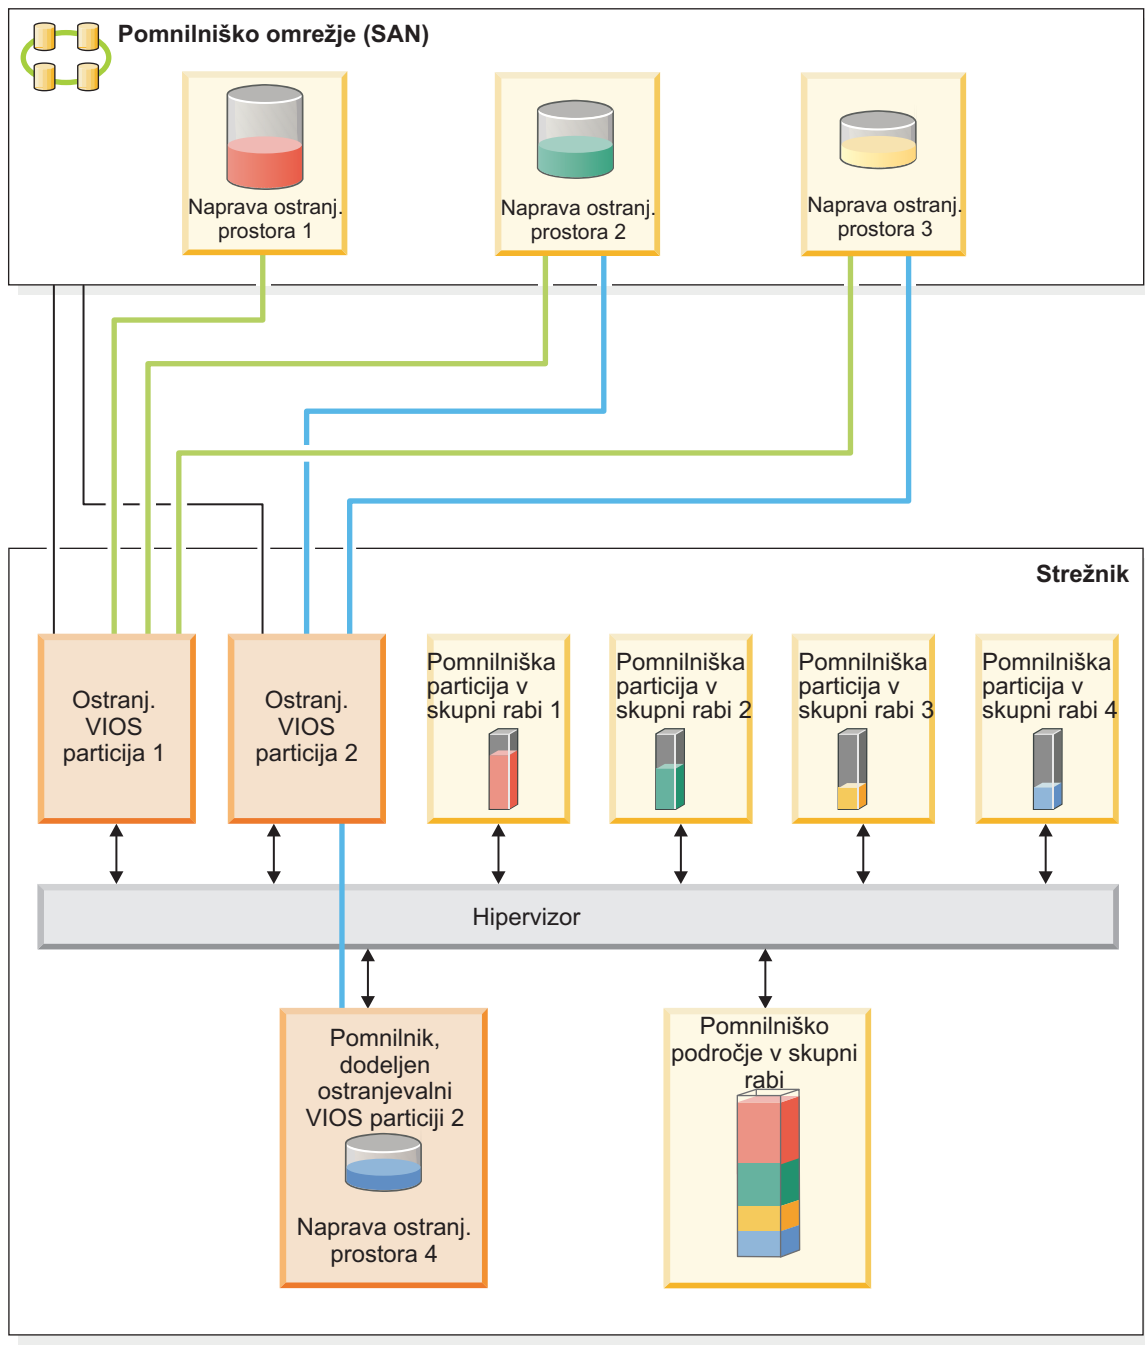 Pomnilniško omrežje (SAN)
Naprava ostranj.
prostora 1
Naprava ostranj.
prostora 2
Naprava ostranj.
prostora 3
Strežnik
Ostranj.
VIOS
particija 1
Ostranj.
VIOS
particija 2
Pomnilniška
particija v
skupni rabi 1
Pomnilniška
particija v
skupni rabi 2
Pomnilniška
particija v
skupni rabi 3
Pomnilniška
particija v
skupni rabi 4
Hipervizor
Pomnilnik,
dodeljen
ostranjevalni
VIOS particiji 2
Naprava ostranj.
prostora 4
Pomnilniško
področje v skupni
rabi